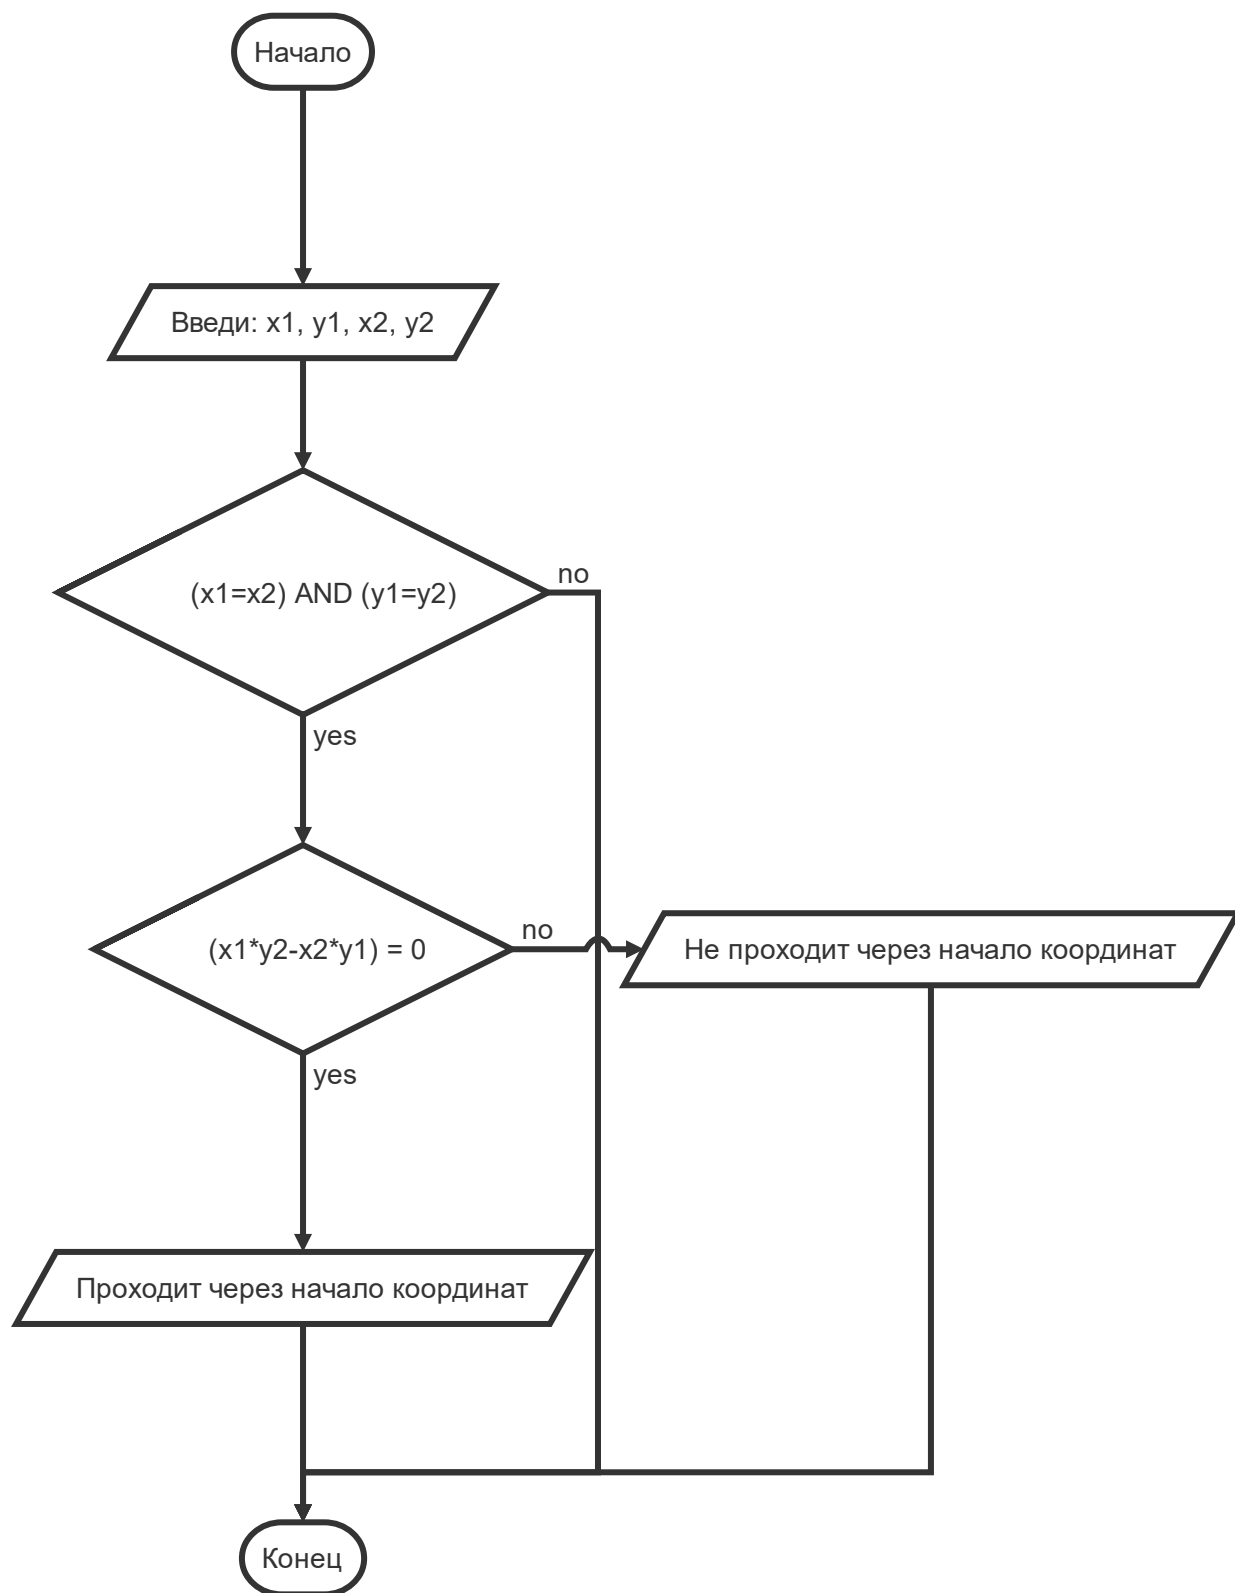 Начало
Введи: x1, y1, x2, y2
(x1=x2) AND (y1=y2)
no
yes
(x1*y2-x2*y1) = 0
no
Не проходит через начало координат
yes
Проходит через начало координат
Конец